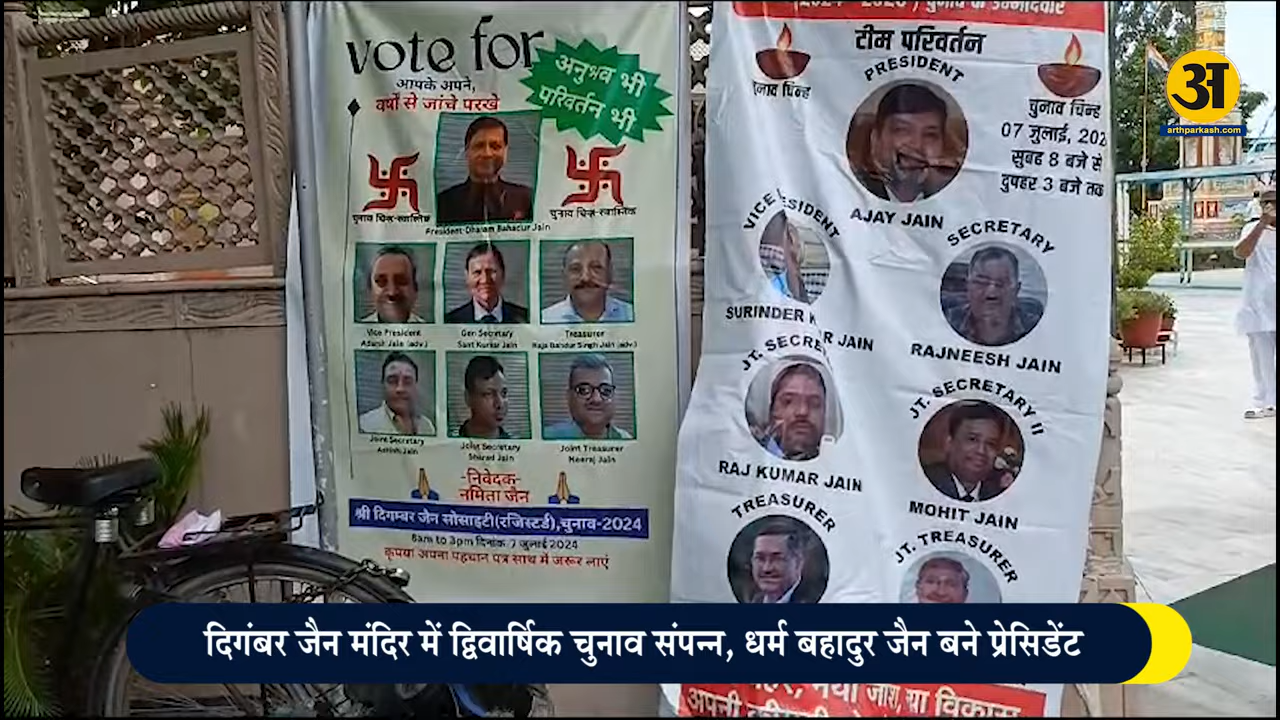 vote for
आपके अपने,
वर्षो से जांचे परखे
अनुभव भी
परिवर्तन भी
चुनाव चिन्ह-स्वास्तिक
चुनाव चिन्ह-स्वास्तिक
President-Dharam Bahadur Jain
Vice President
Adarsh Jain (adv.)
Gen Secretary
Sant Kumar Jain
Treasurer
Raja Bahdur Singh Jain (adv.)
Joint Secretary
Ashish Jain
Joint Secretary
Sharad Jain
Joint Treasurer
Neeraj Jain
-निवेदक-
नमिता जैन
श्री दिगम्बर जैन सोसाइटी(रजिस्टर्ड),चुनाव-2024
8am to 3pm दिनांक 7 जुलाई 2024
कृपया अपना पहचान पत्र साथ में जरूर लाएं
टीम परिवर्तन
चुनाव चिन्ह
चुनाव चिन्ह
07 जुलाई, 202
सुबह 8 बजे से
दुपहर 3 बजे तक
PRESIDENT
AJAY JAIN
VICE
SIDENT
SURINDER K
R JAIN
SECRETARY
RAJNEESH JAIN
JT. SECRE
RAJ KUMAR JAIN
JT. SECRETARY II
MOHIT JAIN
TREASURER
JT. TREASURER
अ
arthparkash.com
दिगंबर जैन मंदिर में द्विवार्षिक चुनाव संपन्न, धर्म बहादुर जैन बने प्रेसिडेंट